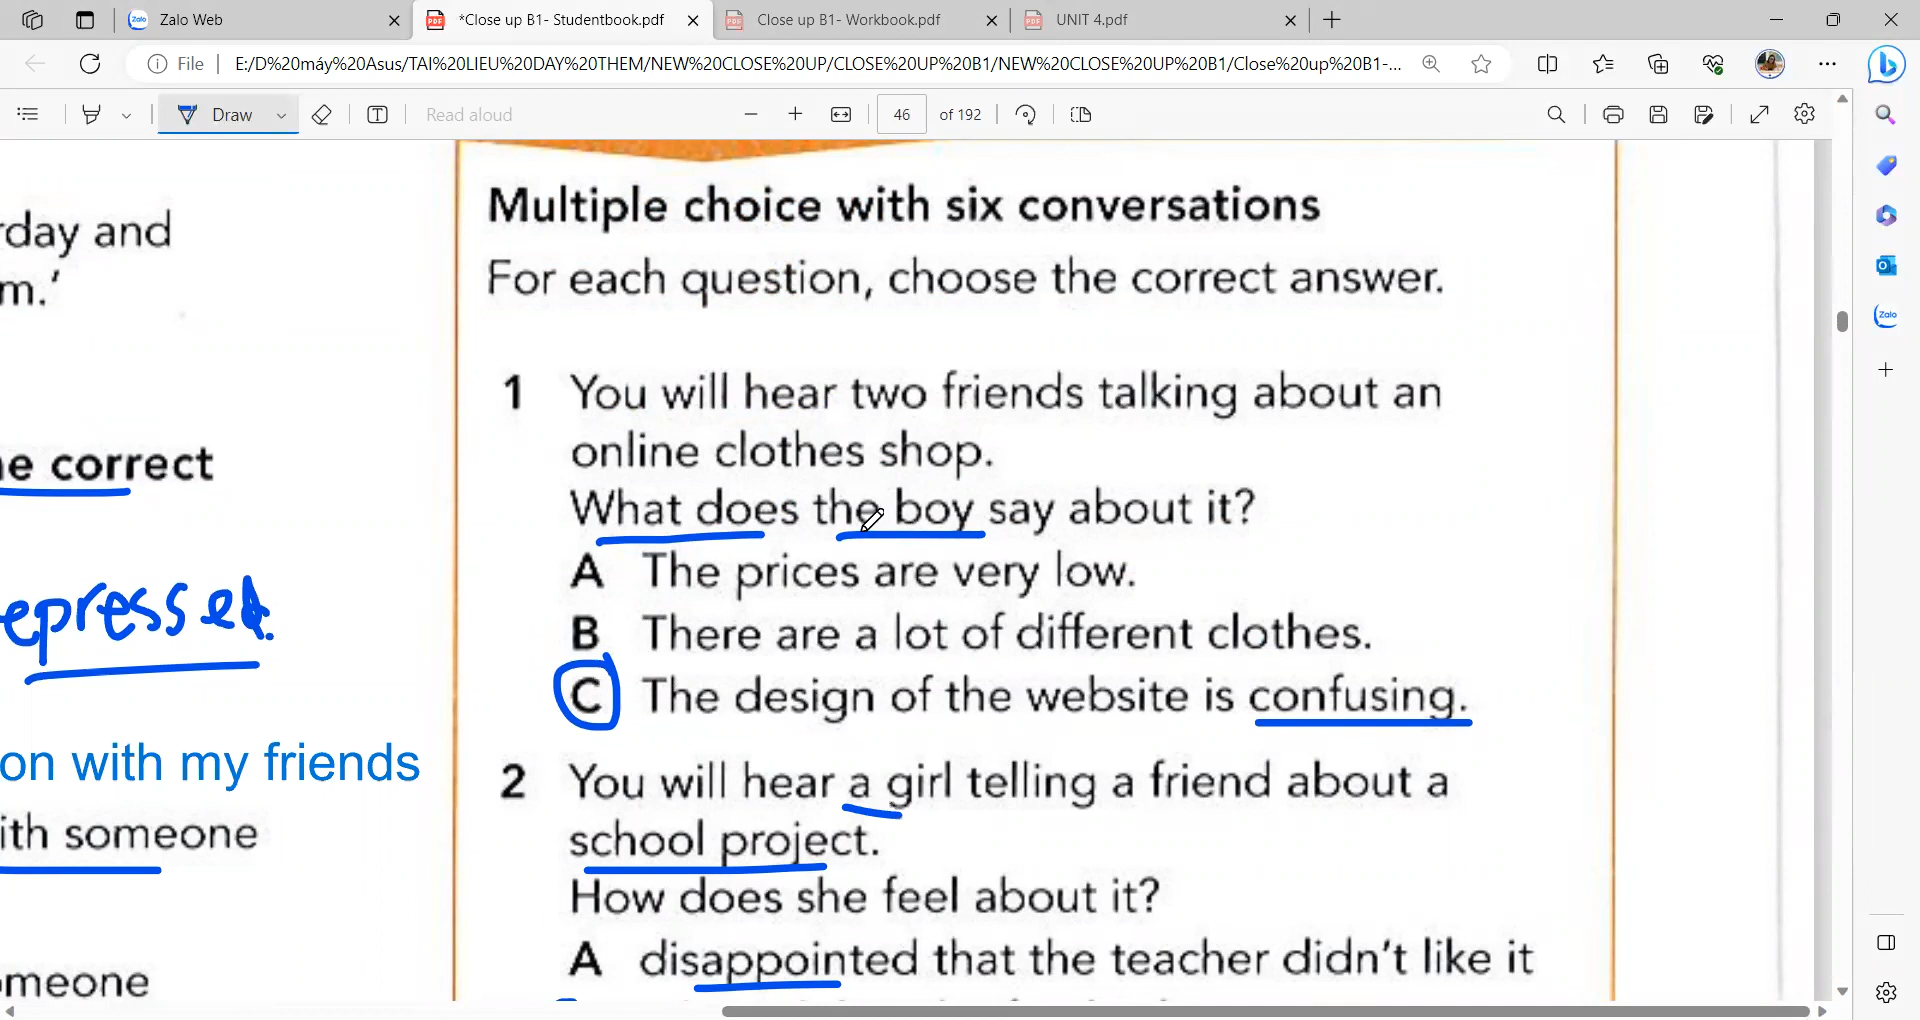 Zalo Web
*Close up B1- Studentbook.pdf
Close up B1- Workbook.pdf
UNIT 4.pdf
File
E:/D%20máy%20Asus/TAI%20LIEU%20DAY%20THEM/NEW%20CLOSE%20UP/CLOSE%20UP%20B1/NEW%20CLOSE%20UP%20B1/Close%20up%20B1-...
Draw
Read aloud
46
of 192
rday and
m.'
e correct
epressed.
on with my friends
ith someone
omeone
Multiple choice with six conversations
For each question, choose the correct answer.
1 You will hear two friends talking about an
online clothes shop.
What does the boy say about it?
A The prices are very low.
B There are a lot of different clothes.
C The design of the website is confusing.
2 You will hear a girl telling a friend about a
school project.
How does she feel about it?
A disappointed that the teacher didn't like it